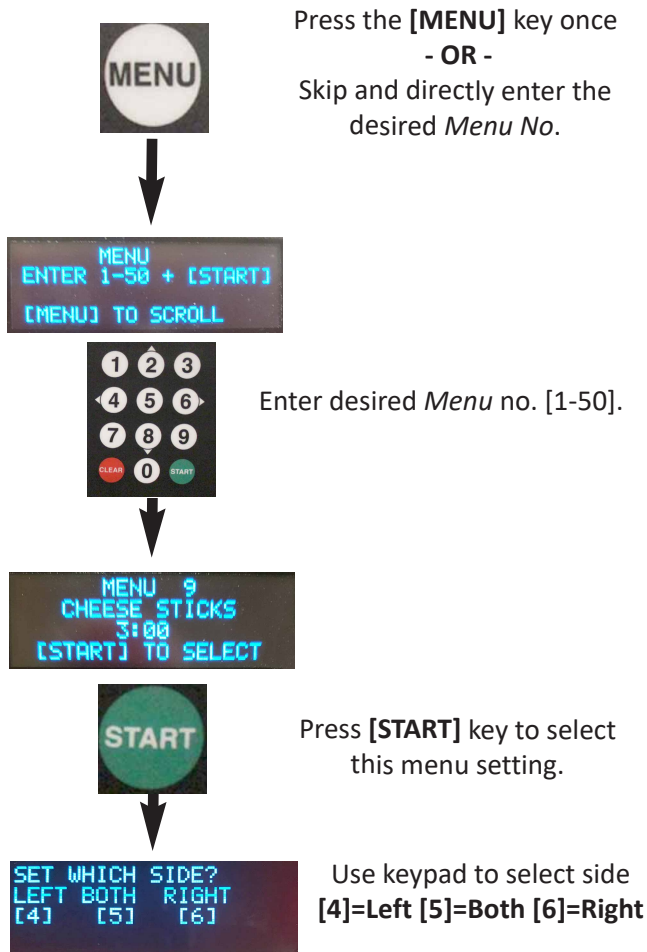 Press the [MENU] key once
- OR -
Skip and directly enter the
desired Menu No.
MENU
MENU
ENTER 1-50 + [START]
[MENU] TO SCROLL
1 2 3
4 5 6
7 8 9
CLEAR 0 START
Enter desired Menu no. [1-50].
MENU 9
CHEESE STICKS
3:00
[START] TO SELECT
START
Press [START] key to select
this menu setting.
SET WHICH SIDE?
LEFT BOTH RIGHT
[4] [5] [6]
Use keypad to select side
[4]=Left [5]=Both [6]=Right